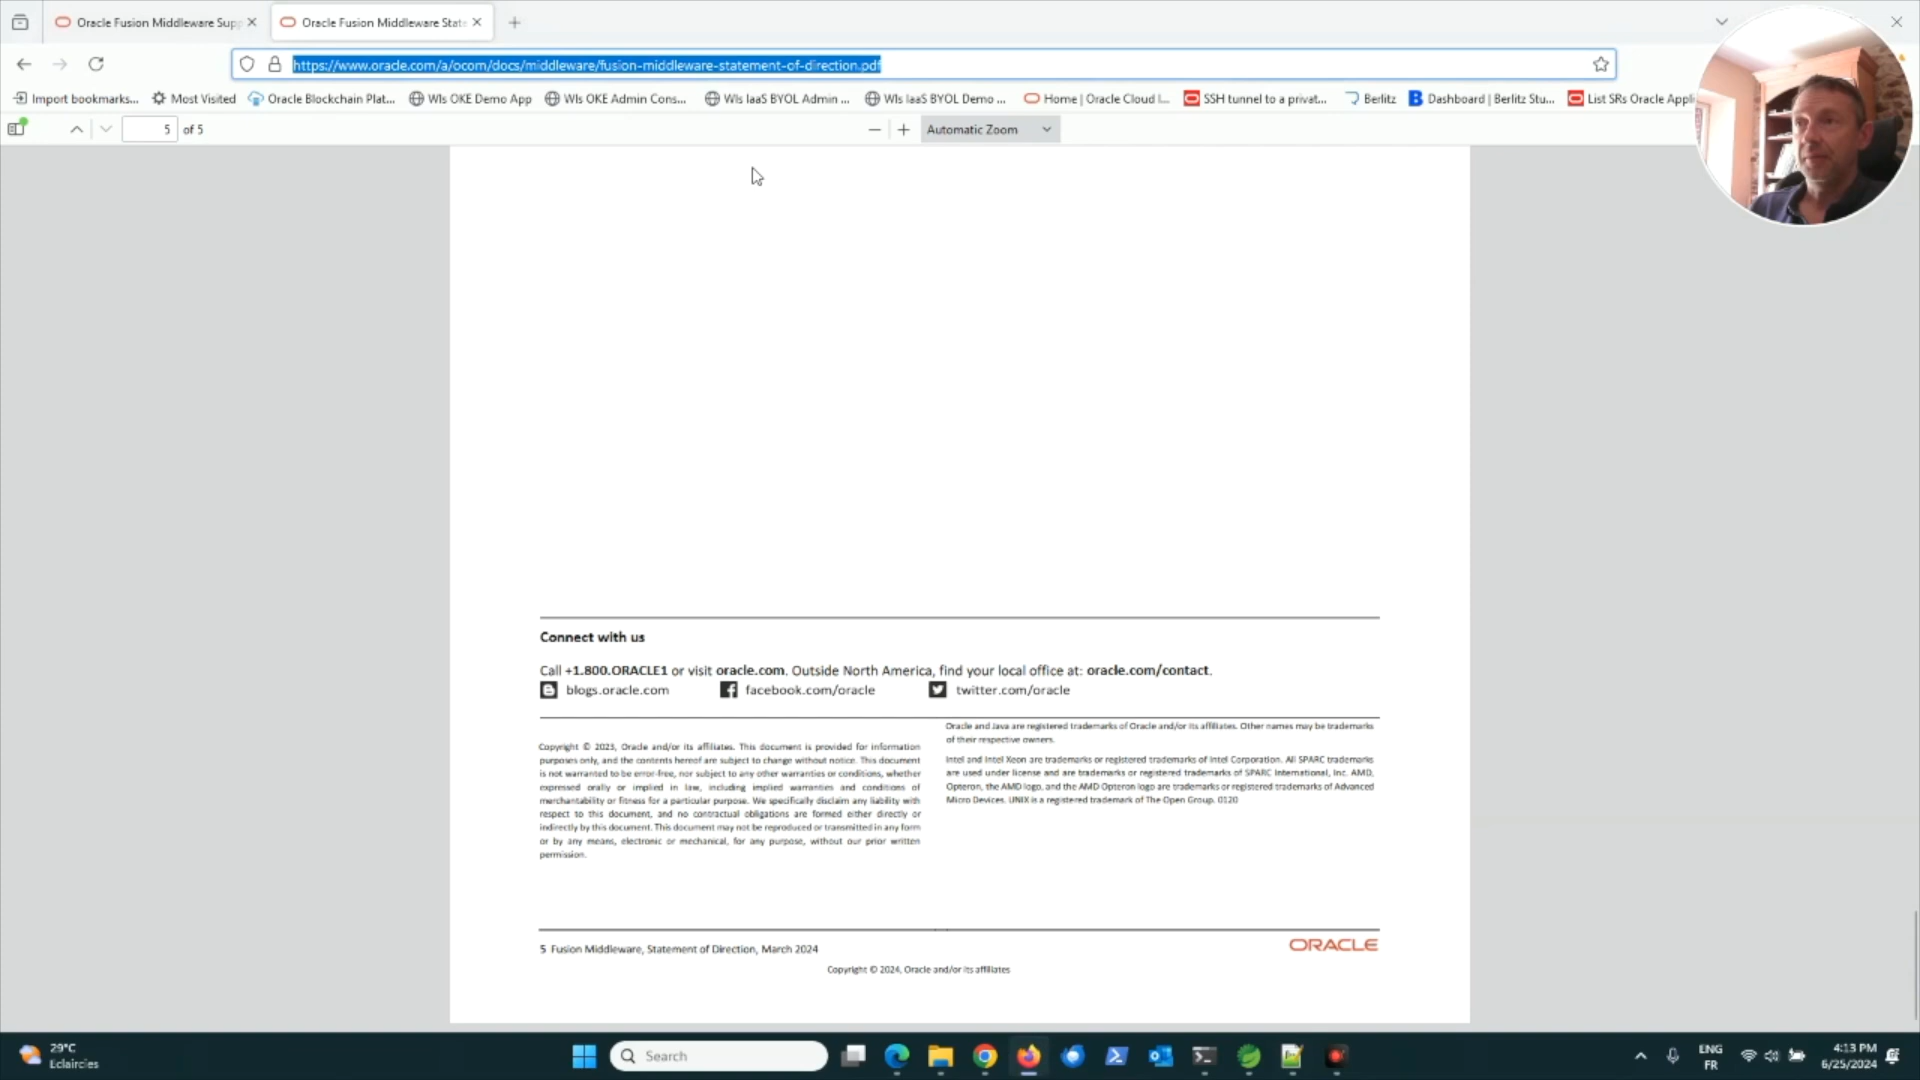 Oracle Fusion Middleware Supp
Oracle Fusion Middleware State
https://www.oracle.com/a/ocom/docs/middleware/fusion-middleware-statement-of-direction.pdf
Import bookmarks...
Most Visited
Oracle Blockchain Plat...
Wls OKE Demo App
Wls OKE Admin Cons...
Wls IaaS BYOL Admin ...
Wls IaaS BYOL Demo ...
Home | Oracle Cloud I...
SSH tunnel to a privat...
Berlitz
Dashboard | Berlitz Stu...
List SRs Oracle Appli
5 of 5
Automatic Zoom
Connect with us
Call +1.800.ORACLE1 or visit oracle.com. Outside North America, find your local office at: oracle.com/contact.
blogs.oracle.com facebook.com/oracle twitter.com/oracle
Copyright © 2023, Oracle and/or its affiliates. This document is provided for information
purposes only, and the contents hereof are subject to change without notice. This document
is not warranted to be error-free, nor subject to any other warranties or conditions, whether
expressed orally or implied in law, including implied warranties and conditions of
merchantability or fitness for a particular purpose. We specifically disclaim any liability with
respect to this document, and no contractual obligations are formed either directly or
indirectly by this document. This document may not be reproduced or transmitted in any form
or by any means, electronic or mechanical, for any purpose, without our prior written
permission.
Oracle and Java are registered trademarks of Oracle and/or its affiliates. Other names may be trademarks
of their respective owners.
Intel and Intel Xeon are trademarks or registered trademarks of Intel Corporation. All SPARC trademarks
are used under license and are trademarks or registered trademarks of SPARC International, Inc. AMD,
Opteron, the AMD logo, and the AMD Opteron logo are trademarks or registered trademarks of Advanced
Micro Devices. UNIX is a registered trademark of The Open Group. 0120
5 Fusion Middleware, Statement of Direction, March 2024
ORACLE
Copyright © 2024, Oracle and/or its affiliates
29°C
Eclaircies
Search
ENG
FR
4:13 PM
6/25/2024